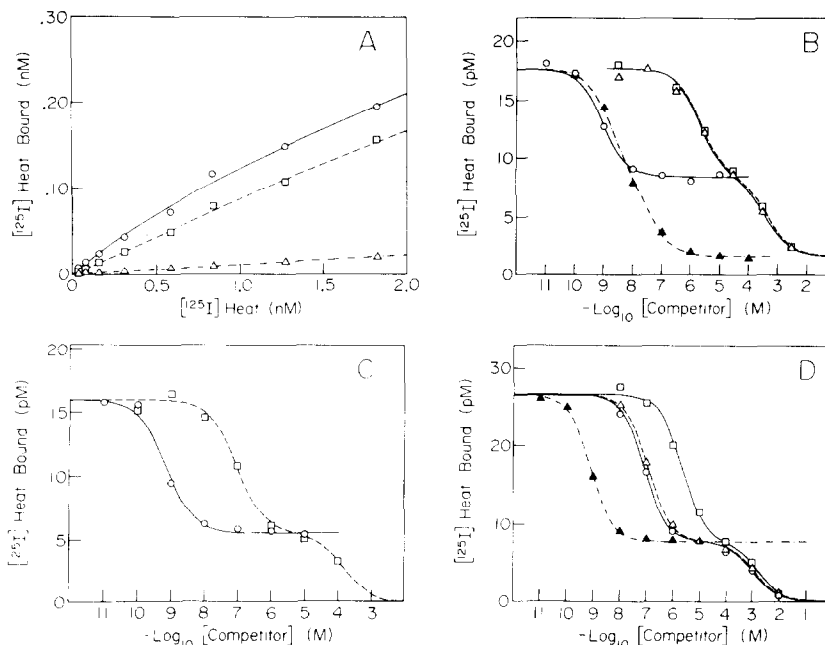 A
[¹²⁵I] Heat Bound (nM)
.30
.20
.10
0
0 0.5 1.0 1.5 2.0
[¹²⁵I] Heat (nM)
B
[¹²⁵I] Heat Bound (pM)
20
15
10
5
0
11 10 9 8 7 6 5 4 3 2 1
-Log₁₀ [Competitor] (M)
C
[¹²⁵I] Heat Bound (pM)
20
15
10
5
0
11 10 9 8 7 6 5 4 3 2
-Log₁₀ [Competitor] (M)
D
[¹²⁵I] Heat Bound (pM)
30
20
10
0
11 10 9 8 7 6 5 4 3 2 1
-Log₁₀ [Competitor] (M)